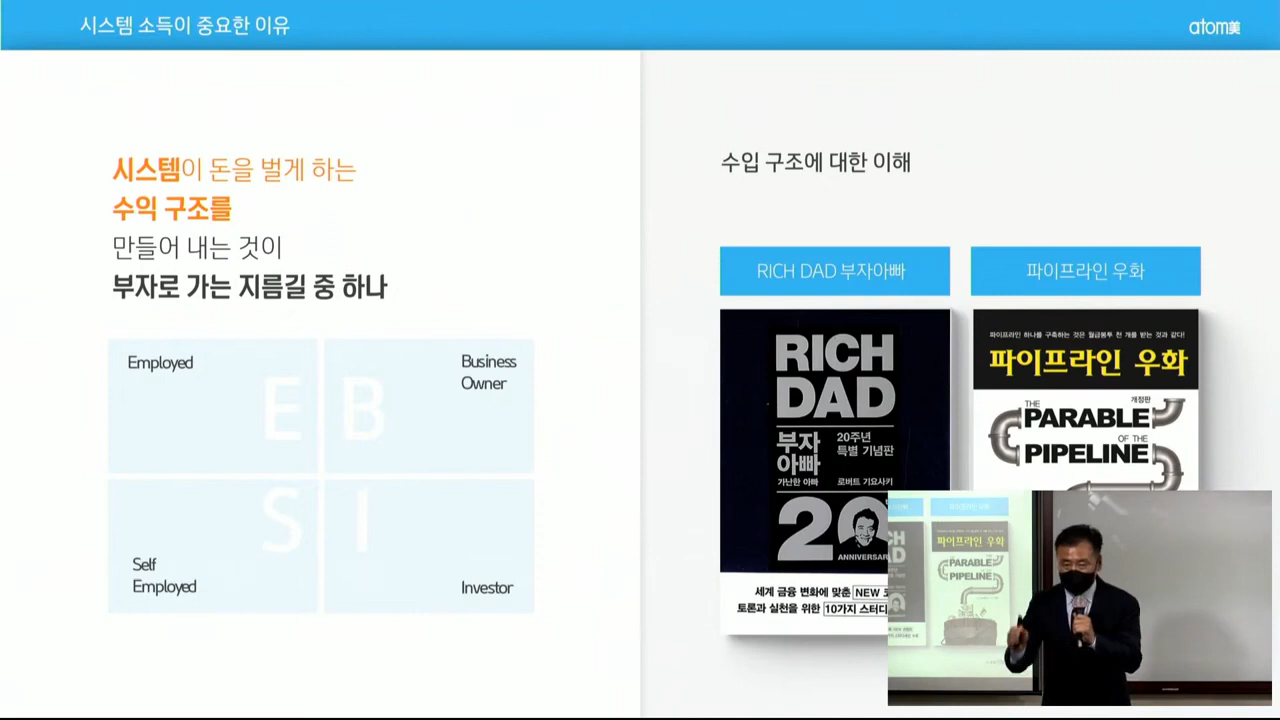 시스템 소득이 중요한 이유
atom美
시스템이 돈을 벌게 하는
수익 구조를
만들어 내는 것이
부자로 가는 지름길 중 하나
Employed
Business
Owner
E B
S I
Self
Employed
Investor
수입 구조에 대한 이해
RICH DAD 부자아빠
파이프라인 우화
RICH
DAD
부자
아빠
가난한 아빠
20주년
특별 기념판
로버트 기요사키
20
ANNIVERSAR
세계 금융 변화에 맞춘 NEW
토론과 실천을 위한 10가지 스터디
파이프라인 하나를 구축하는 것은 월급봉투 천 개를 받는 것과 같다!
파이프라인 우화
개정판
THE
PARABLE
OF THE
PIPELINE
파이프라인 우화
THE
PARABLE
OF THE
PIPELINE